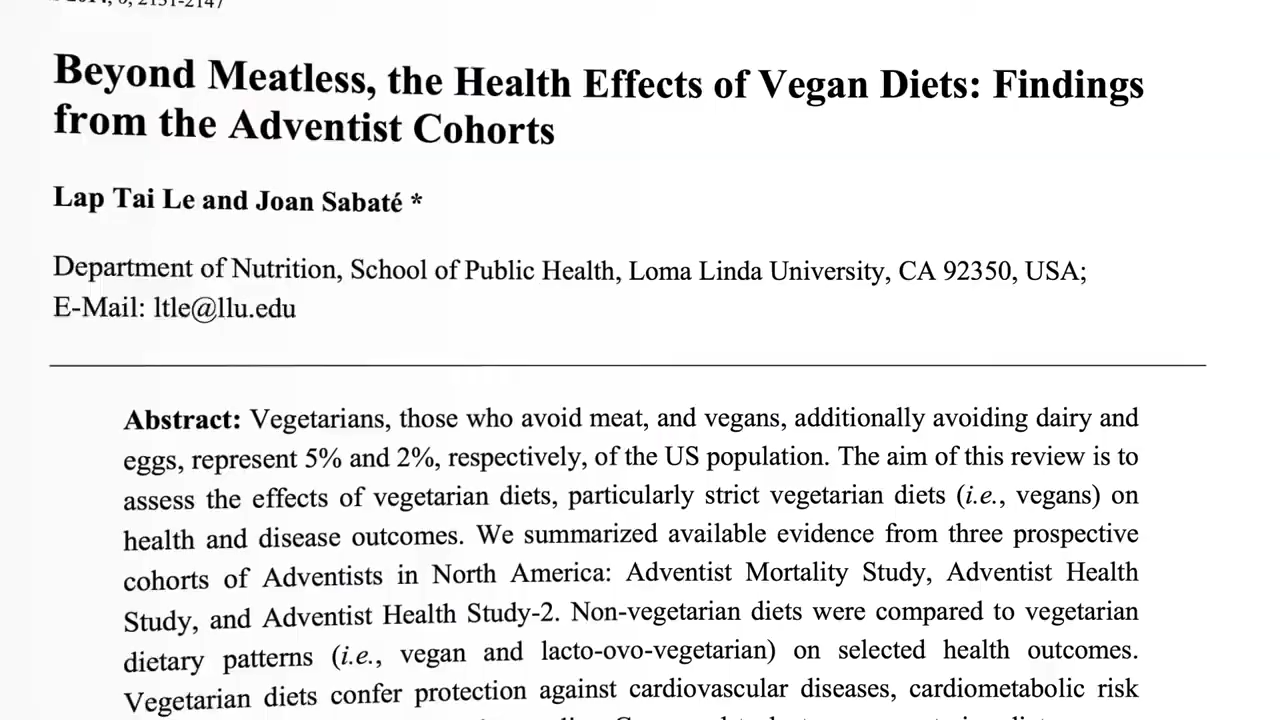 2014, 6, 2131-2147
Beyond Meatless, the Health Effects of Vegan Diets: Findings
from the Adventist Cohorts
Lap Tai Le and Joan Sabaté *
Department of Nutrition, School of Public Health, Loma Linda University, CA 92350, USA;
E-Mail: ltle@llu.edu
Abstract: Vegetarians, those who avoid meat, and vegans, additionally avoiding dairy and
eggs, represent 5% and 2%, respectively, of the US population. The aim of this review is to
assess the effects of vegetarian diets, particularly strict vegetarian diets (i.e., vegans) on
health and disease outcomes. We summarized available evidence from three prospective
cohorts of Adventists in North America: Adventist Mortality Study, Adventist Health
Study, and Adventist Health Study-2. Non-vegetarian diets were compared to vegetarian
dietary patterns (i.e., vegan and lacto-ovo-vegetarian) on selected health outcomes.
Vegetarian diets confer protection against cardiovascular diseases, cardiometabolic risk